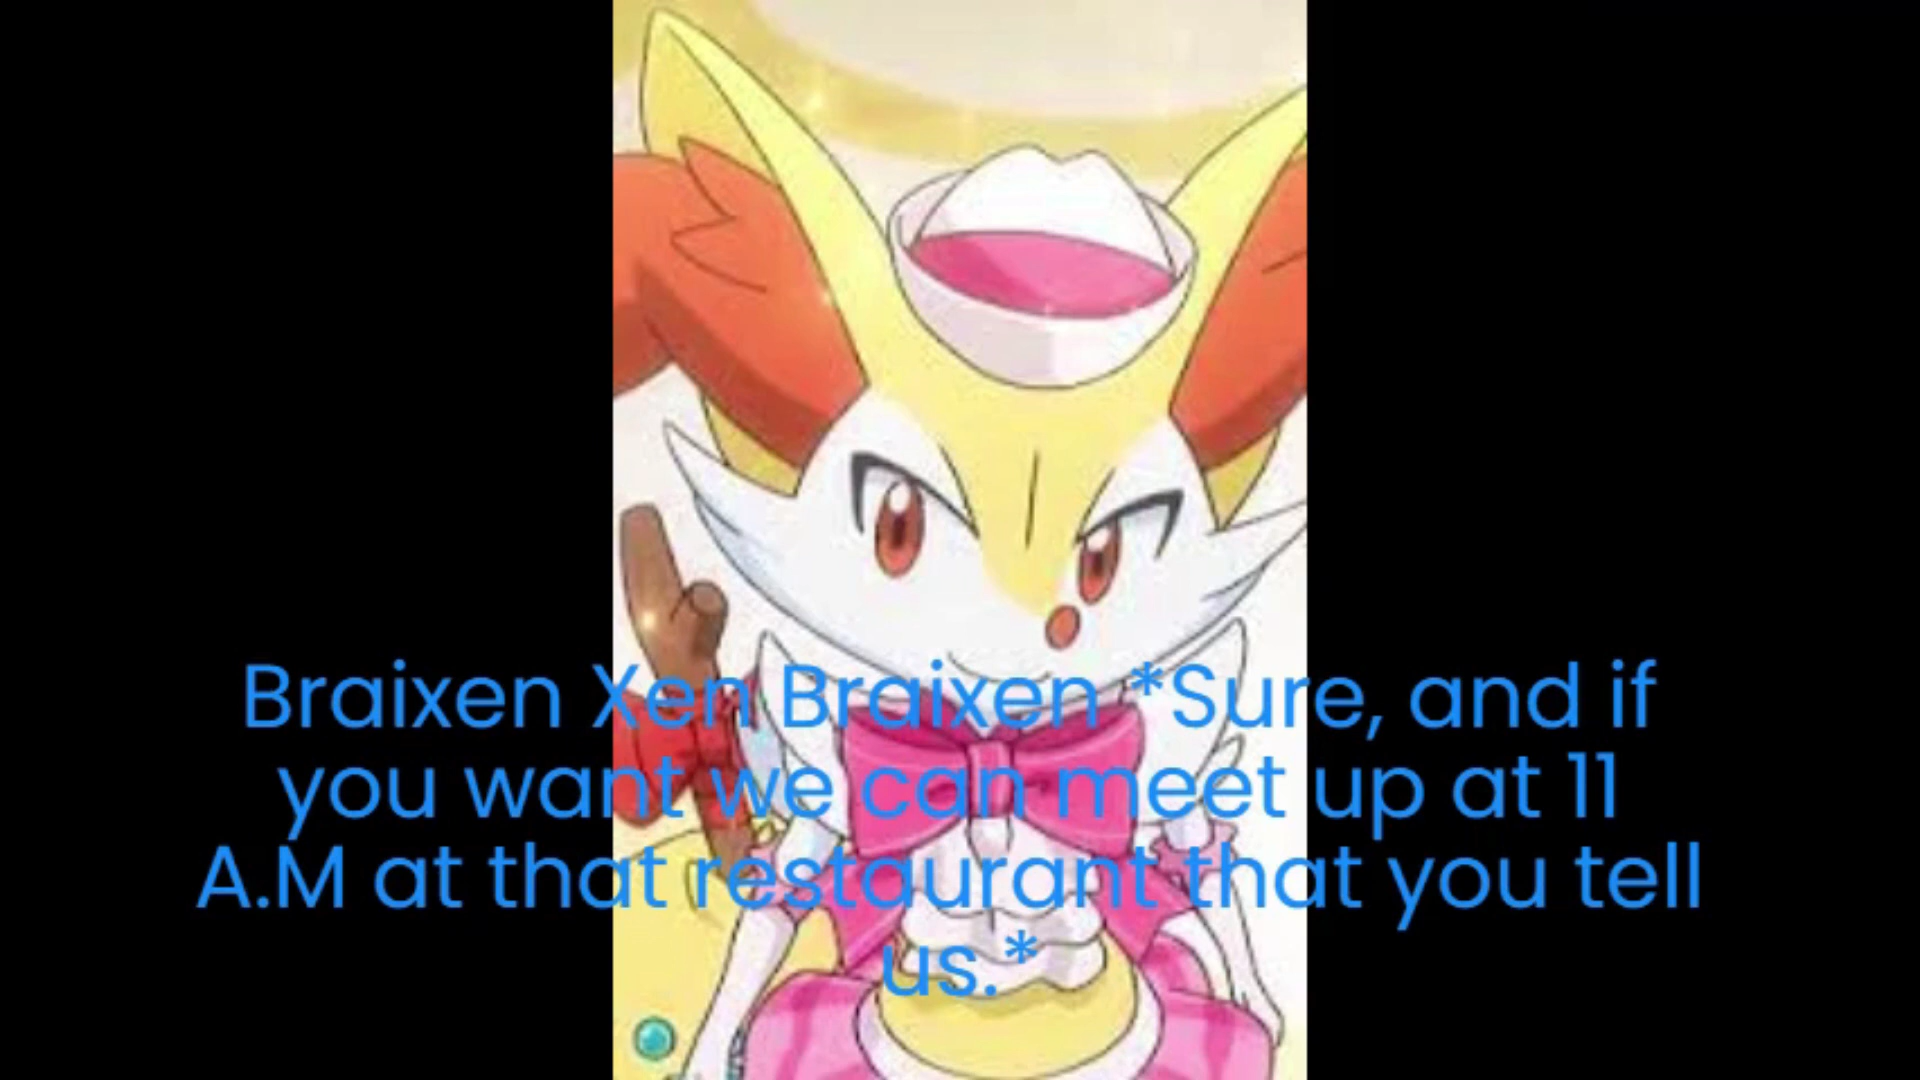 Braixen Xen Braixen *Sure, and if
you want we can meet up at 11
A.M at that restaurant that you tell
us.*